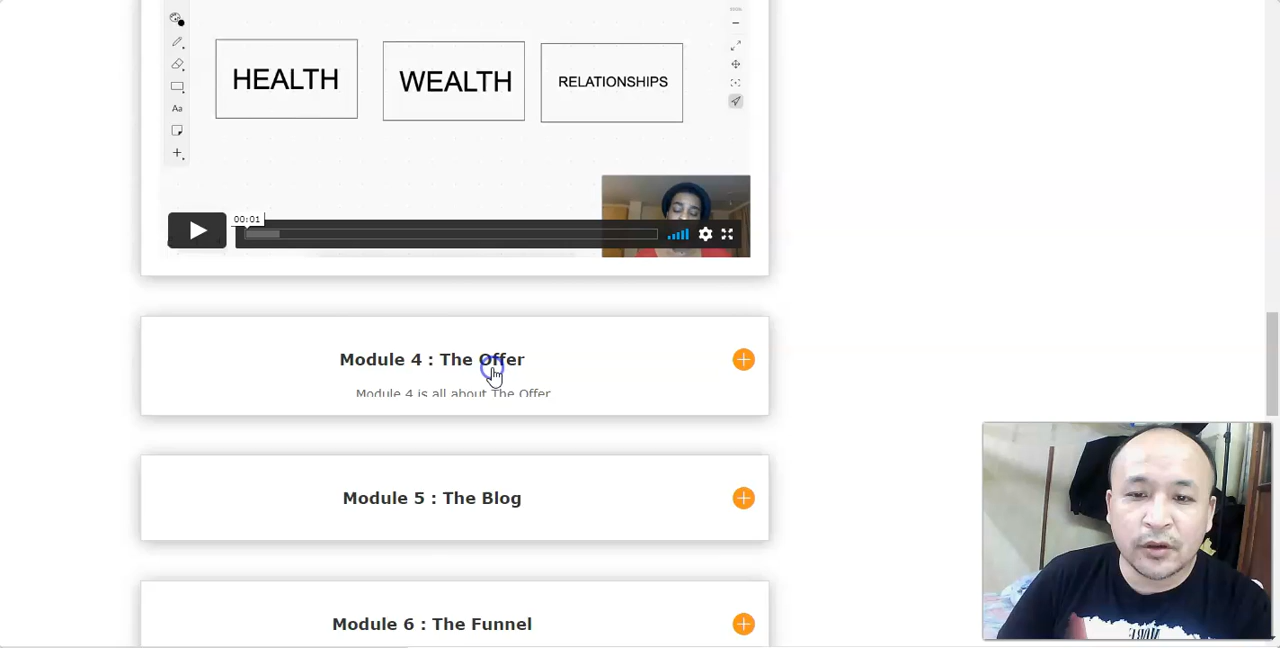 HEALTH
WEALTH
RELATIONSHIPS
Aa
00:01
Module 4 : The Offer
Module 4 is all about The Offer
Module 5 : The Blog
Module 6 : The Funnel